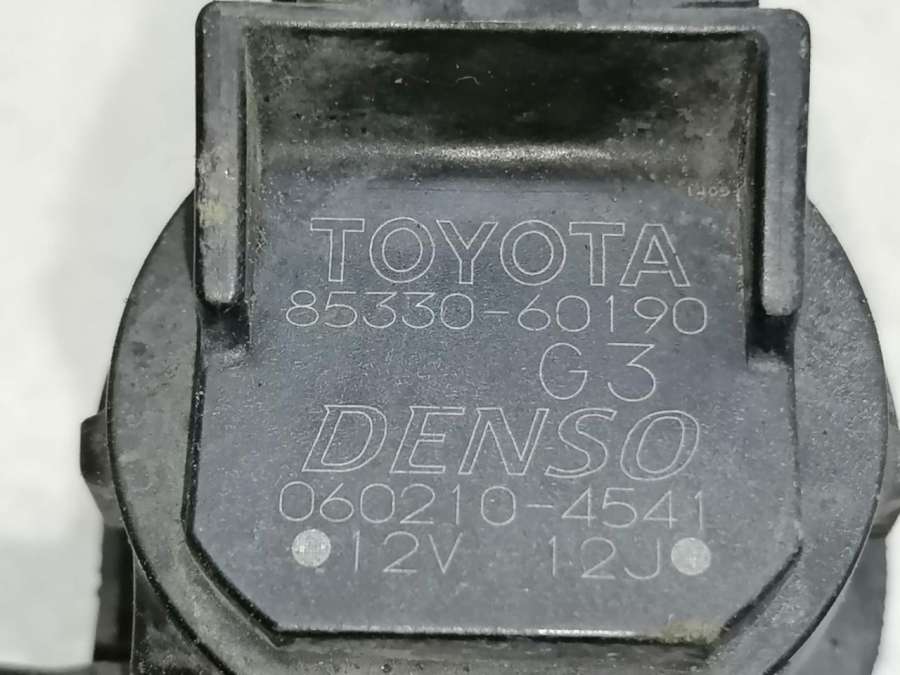 TOYOTA
85330-60190
G3
DENSO
060210-4541
12V 12J